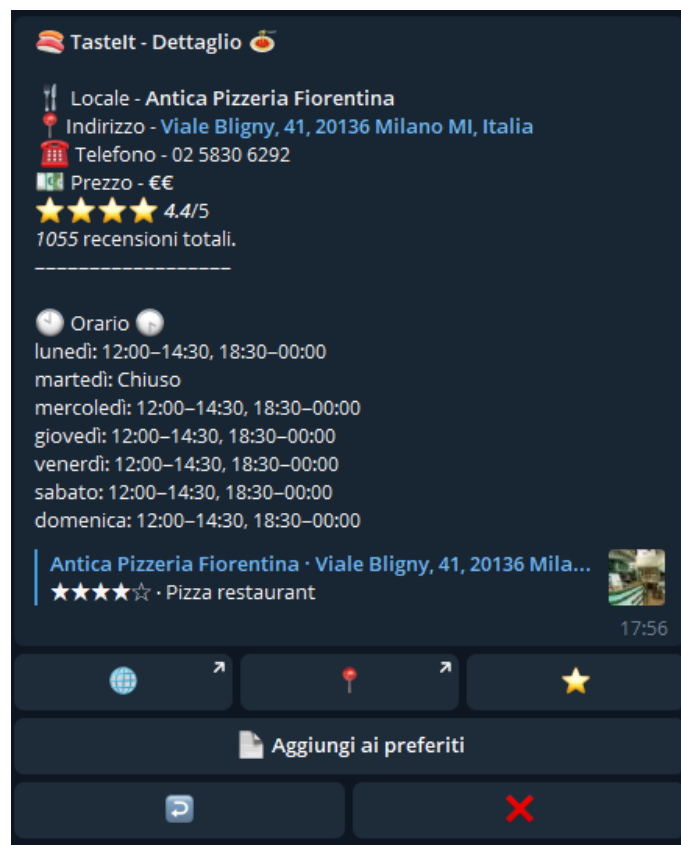 🍣 TasteIt - Dettaglio 🍝
🍴 Locale - Antica Pizzeria Fiorentina
📍 Indirizzo - Viale Bligny, 41, 20136 Milano MI, Italia
☎️ Telefono - 02 5830 6292
💶 Prezzo - €€
⭐⭐⭐⭐ 4.4/5
1055 recensioni totali.
__________________
🕙 Orario 🕟
lunedì: 12:00–14:30, 18:30–00:00
martedì: Chiuso
mercoledì: 12:00–14:30, 18:30–00:00
giovedì: 12:00–14:30, 18:30–00:00
venerdì: 12:00–14:30, 18:30–00:00
sabato: 12:00–14:30, 18:30–00:00
domenica: 12:00–14:30, 18:30–00:00
Antica Pizzeria Fiorentina · Viale Bligny, 41, 20136 Mila...
★★★★☆ · Pizza restaurant
17:56
Aggiungi ai preferiti